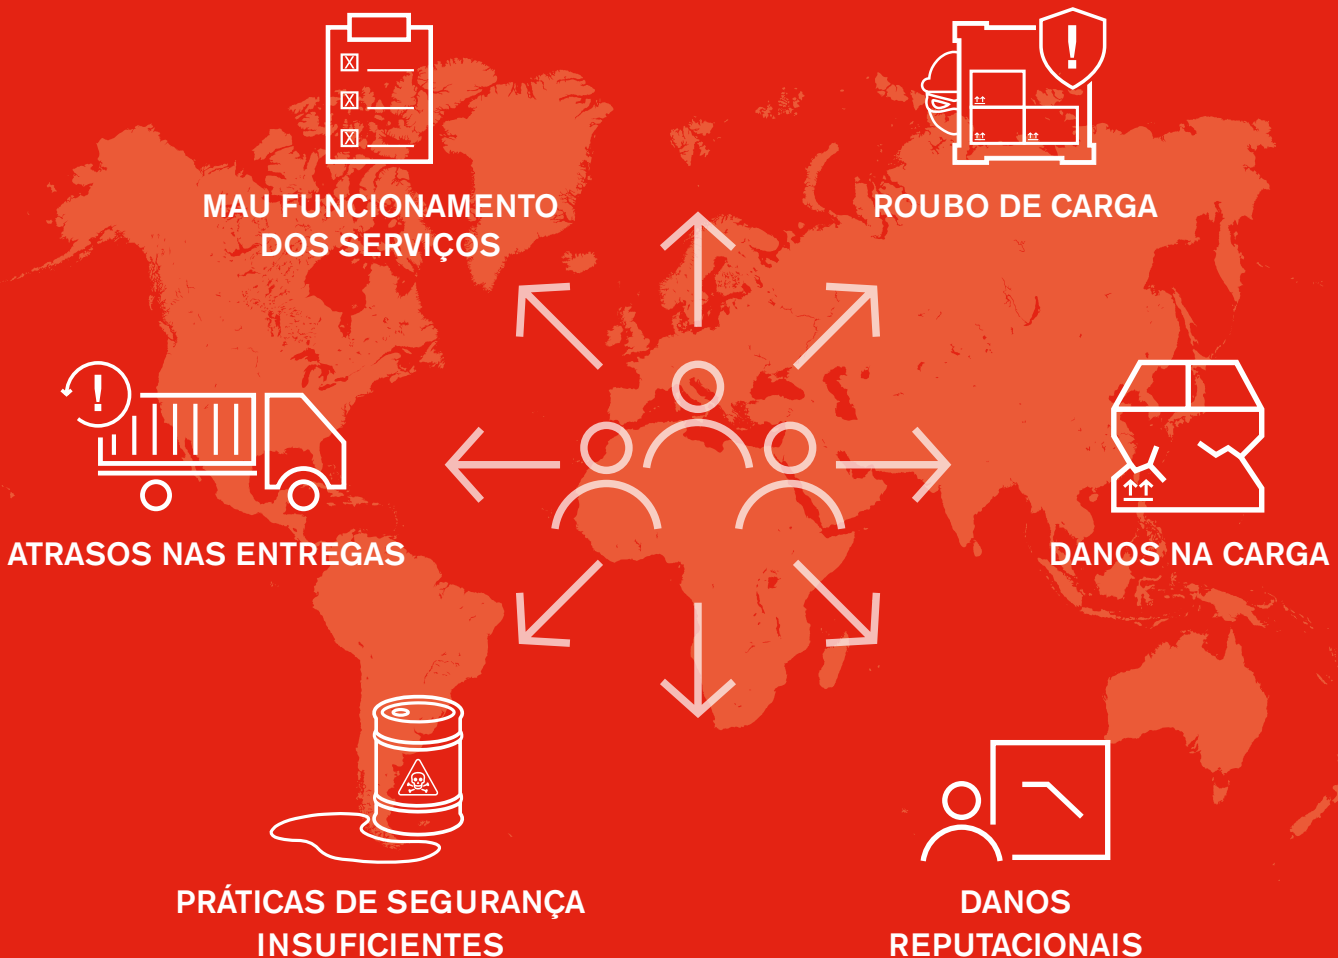 MAU FUNCIONAMENTO
DOS SERVIÇOS
ROUBO DE CARGA
ATRASOS NAS ENTREGAS
DANOS NA CARGA
PRÁTICAS DE SEGURANÇA
INSUFICIENTES
DANOS
REPUTACIONAIS